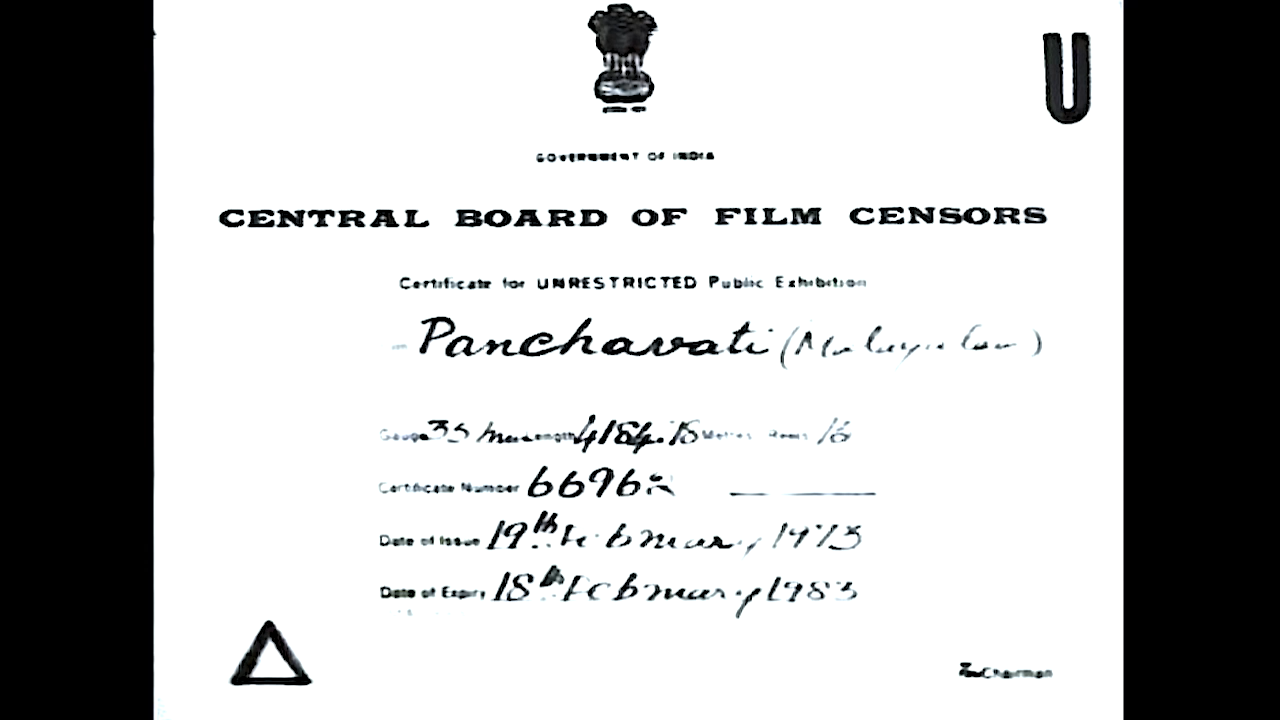 U
GOVERNMENT OF INDIA
CENTRAL BOARD OF FILM CENSORS
Certificate for UNRESTRICTED Public Exhibition
Panchavati (Malayalam)
Gauge 35 mm Length 4184.18 Metres Reels 16
Certificate Number 6696
Date of Issue 19th February 1973
Date of Expiry 18th February 1983
Chairman